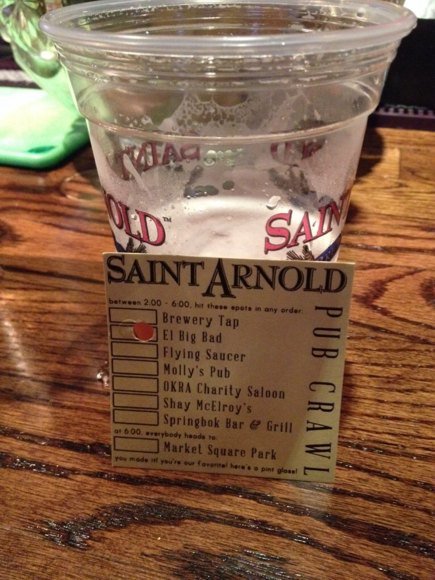 OLD™
SAIN
SAINT ARNOLD
between 2:00 - 6:00, hit these spots in any order:
Brewery Tap
El Big Bad
Flying Saucer
Molly's Pub
OKRA Charity Saloon
Shay McElroy's
Springbok Bar & Grill
at 6:00, everybody heads to:
Market Square Park
you made it! you're our favorite! here's a pint glass!
PUB CRAWL